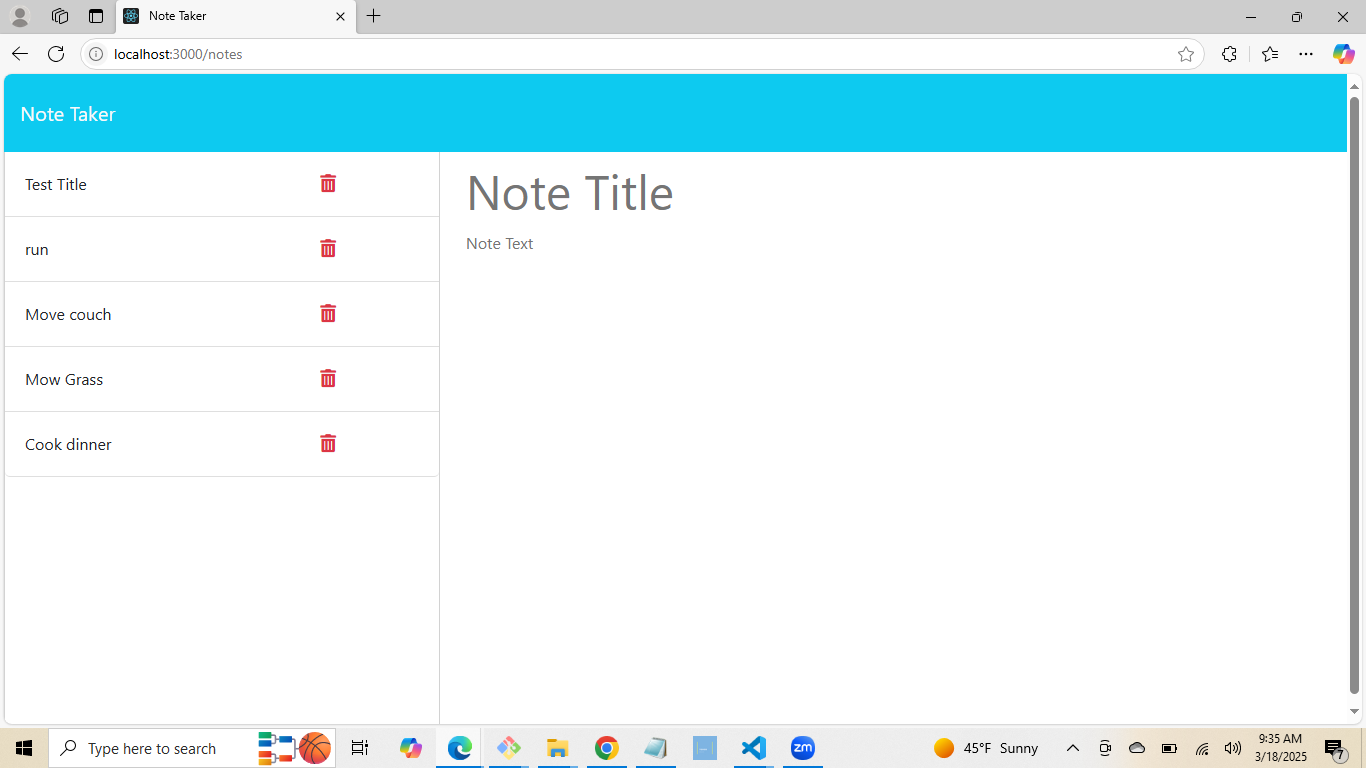 Note Taker
localhost:3000/notes
Note Taker
Test Title
run
Move couch
Mow Grass
Cook dinner
Note Title
Note Text
Type here to search
zm
45°F Sunny
9:35 AM
3/18/2025
7